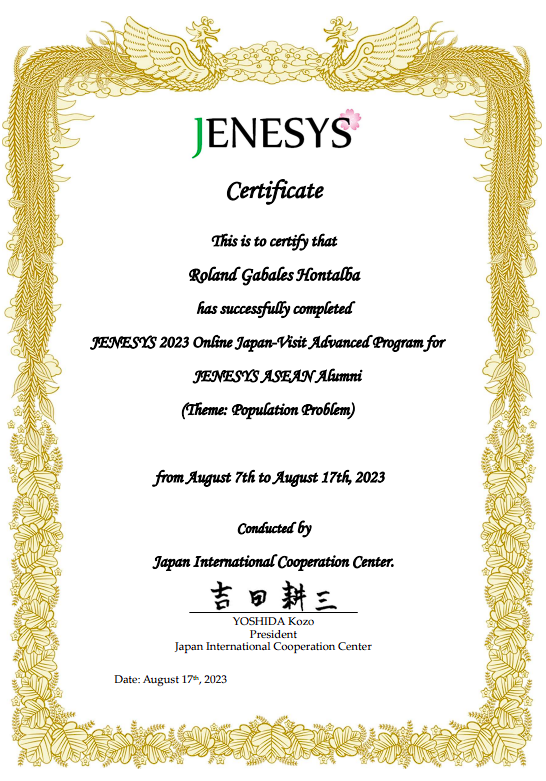 JENESYS
Certificate
This is to certify that
Roland Gabales Hontalba
has successfully completed
JENESYS 2023 Online Japan-Visit Advanced Program for
JENESYS ASEAN Alumni
(Theme: Population Problem)
from August 7th to August 17th, 2023
Conducted by
Japan International Cooperation Center.
吉田耕三
YOSHIDA Kozo
President
Japan International Cooperation Center
Date: August 17th, 2023